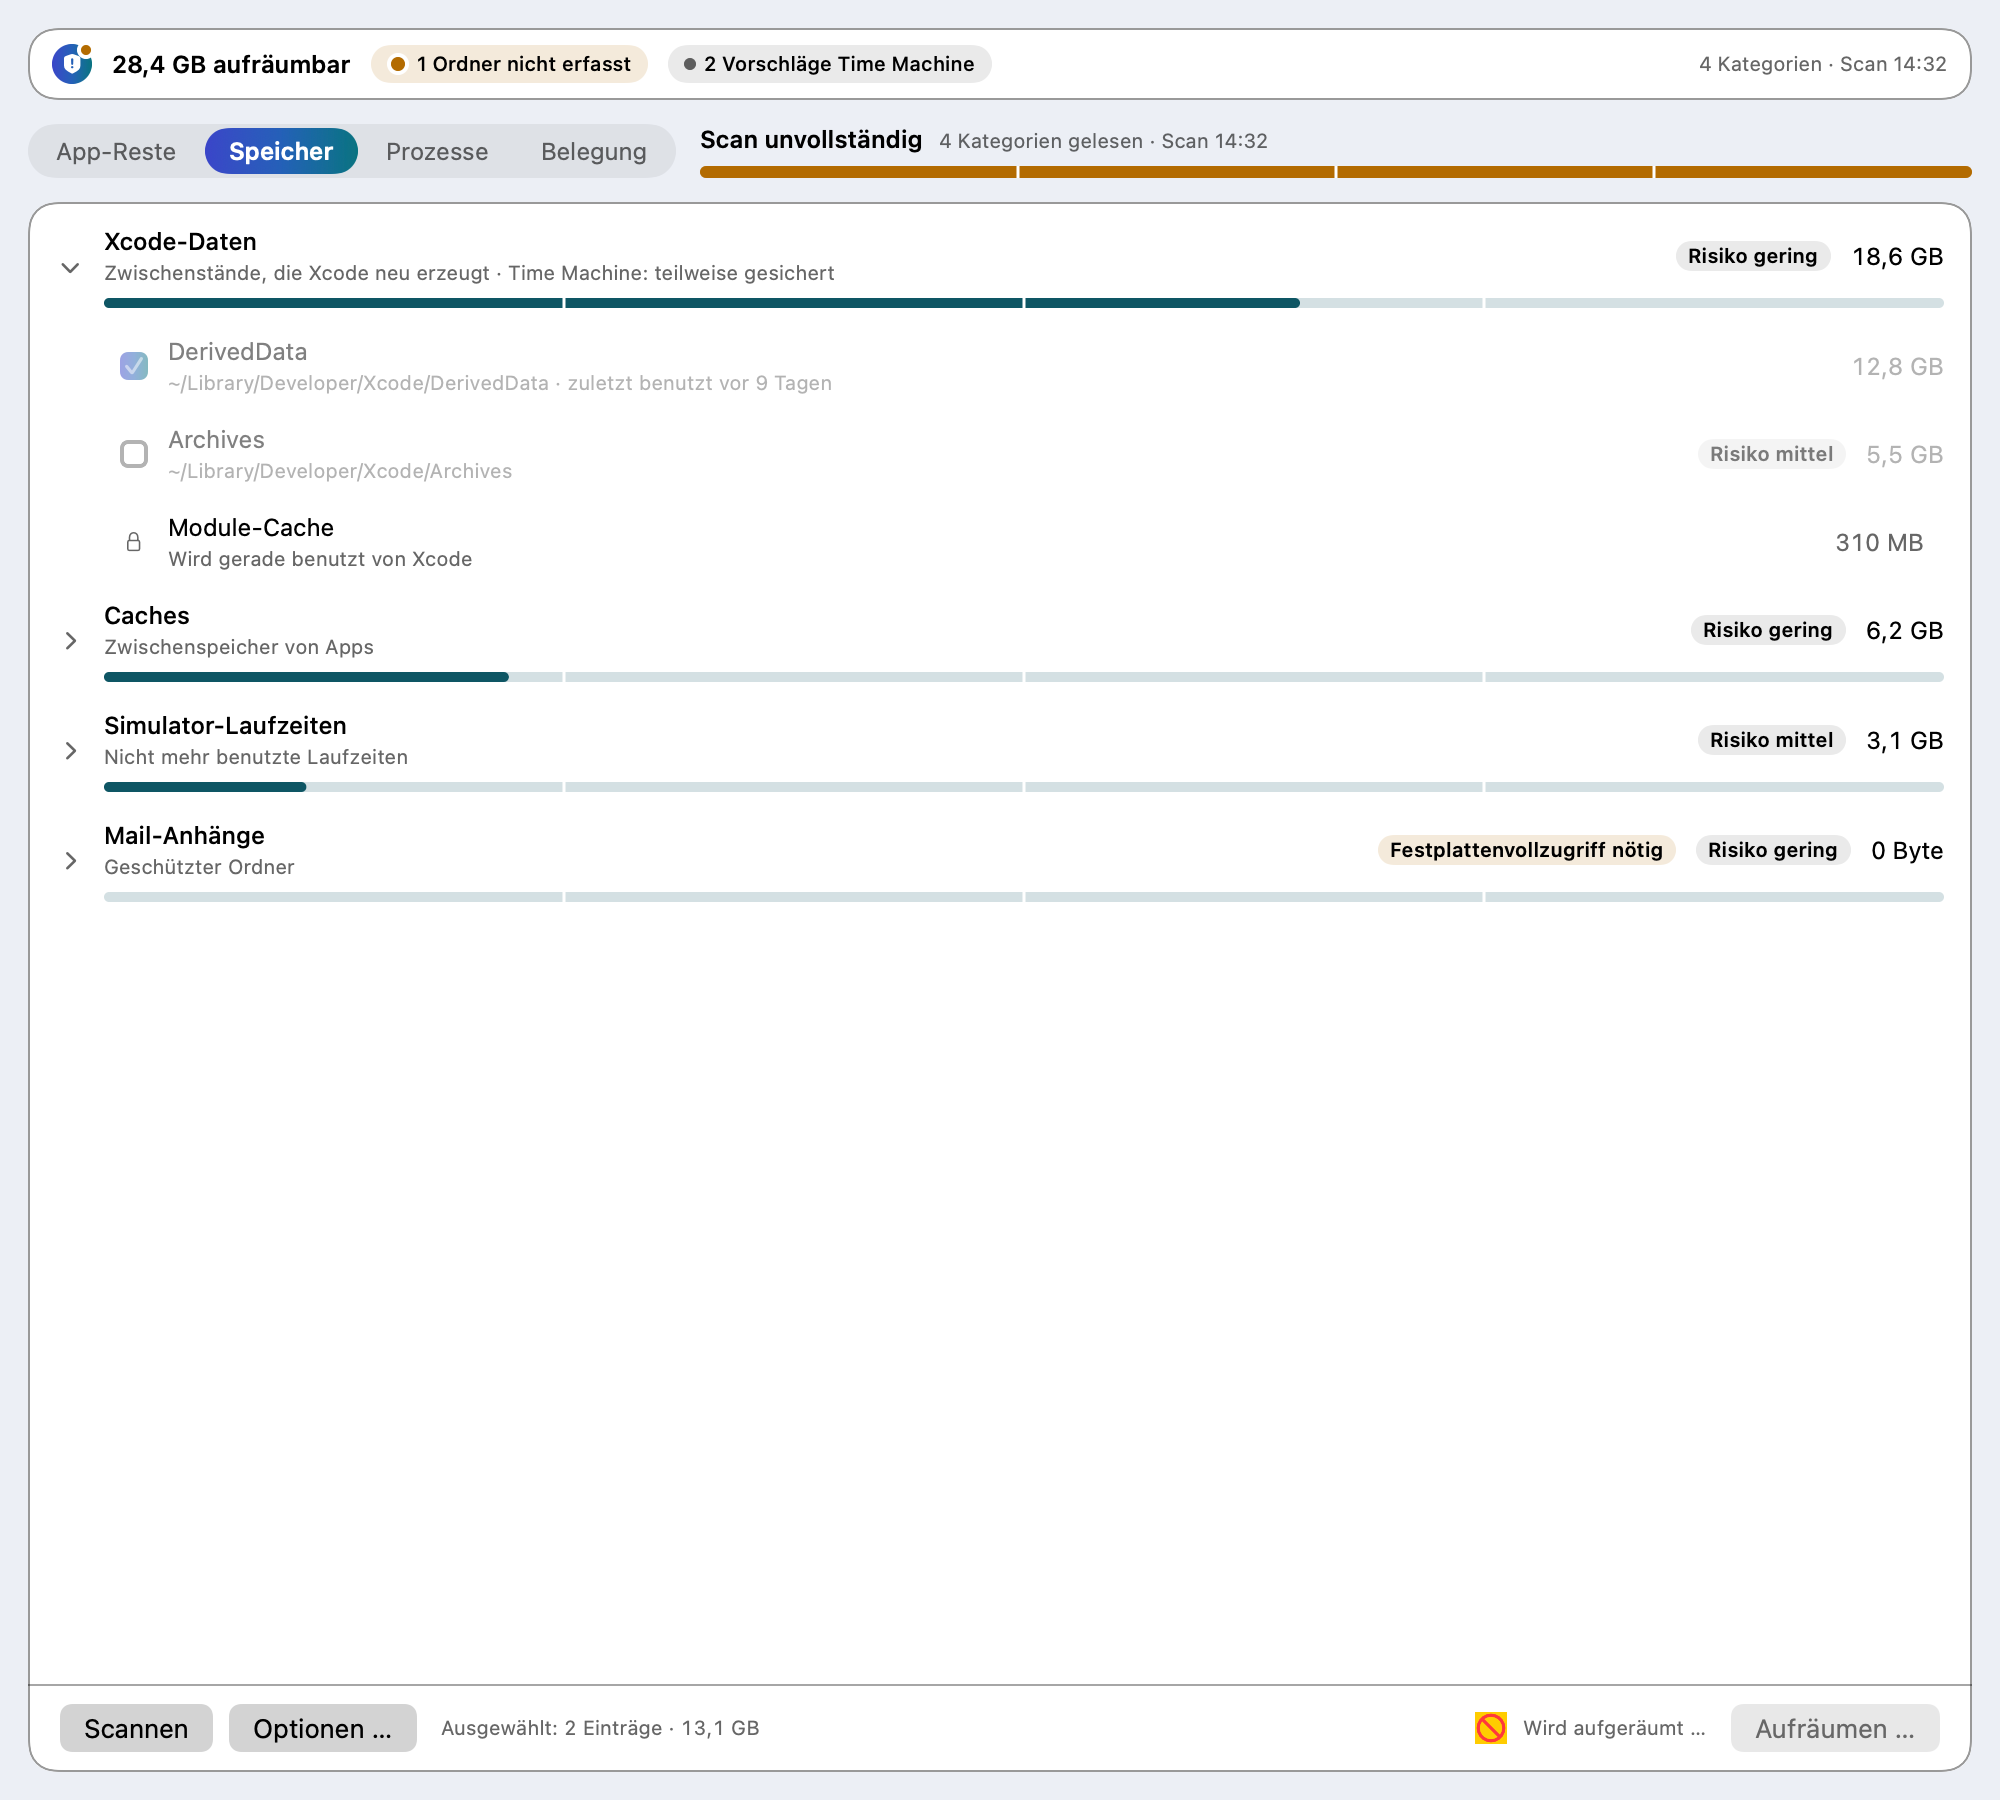 28,4 GB aufräumbar
1 Ordner nicht erfasst
2 Vorschläge Time Machine
4 Kategorien · Scan 14:32
App-Reste
Speicher
Prozesse
Belegung
Scan unvollständig
4 Kategorien gelesen · Scan 14:32
Xcode-Daten
Zwischenstände, die Xcode neu erzeugt · Time Machine: teilweise gesichert
Risiko gering
18,6 GB
DerivedData
~/Library/Developer/Xcode/DerivedData · zuletzt benutzt vor 9 Tagen
12,8 GB
Archives
~/Library/Developer/Xcode/Archives
Risiko mittel
5,5 GB
Module-Cache
Wird gerade benutzt von Xcode
310 MB
Caches
Zwischenspeicher von Apps
Risiko gering
6,2 GB
Simulator-Laufzeiten
Nicht mehr benutzte Laufzeiten
Risiko mittel
3,1 GB
Mail-Anhänge
Geschützter Ordner
Festplattenvollzugriff nötig
Risiko gering
0 Byte
Scannen
Optionen ...
Ausgewählt: 2 Einträge · 13,1 GB
Wird aufgeräumt ...
Aufräumen ...